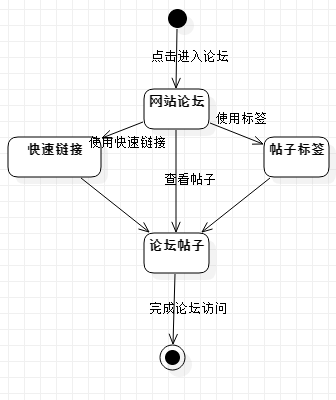 点击进入论坛
网站论坛
使用标签
使用快速链接
快速链接
帖子标签
查看帖子
论坛帖子
完成论坛访问